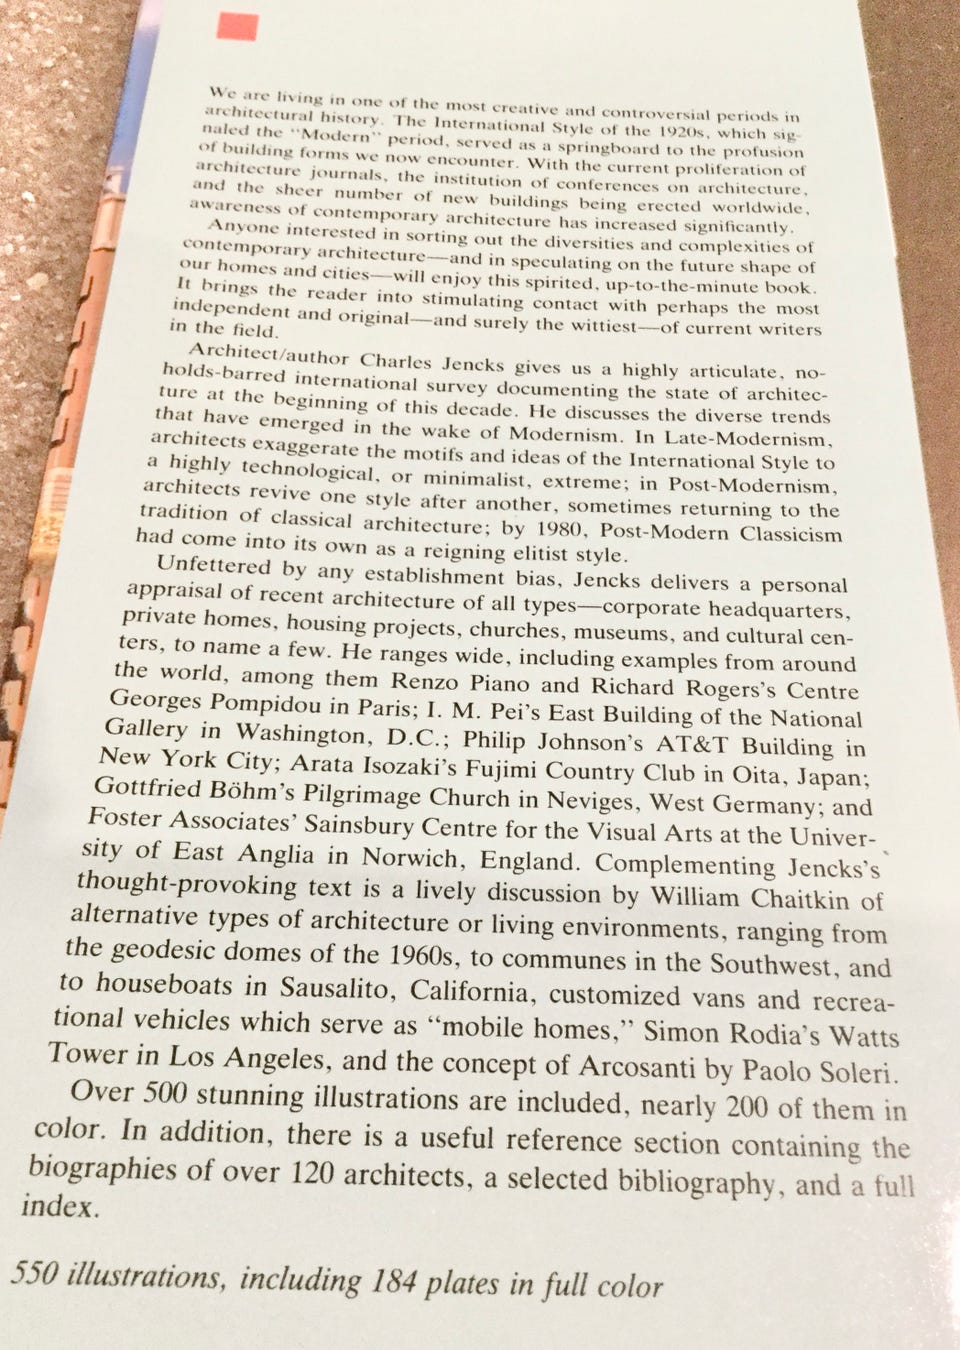 We are living in one of the most creative and controversial periods in
architectural history. The International Style of the 1920s, which sig-
naled the "Modern" period, served as a springboard to the profusion
of building forms we now encounter. With the current proliferation of
architecture journals, the institution of conferences on architecture,
and the sheer number of new buildings being erected worldwide,
awareness of contemporary architecture has increased significantly.
Anyone interested in sorting out the diversities and complexities of
contemporary architecture—and in speculating on the future shape of
our homes and cities—will enjoy this spirited, up-to-the-minute book.
It brings the reader into stimulating contact with perhaps the most
independent and original—and surely the wittiest—of current writers
in the field.
Architect/author Charles Jencks gives us a highly articulate, no-
holds-barred international survey documenting the state of architec-
ture at the beginning of this decade. He discusses the diverse trends
that have emerged in the wake of Modernism. In Late-Modernism,
architects exaggerate the motifs and ideas of the International Style to
a highly technological, or minimalist, extreme; in Post-Modernism,
architects revive one style after another, sometimes returning to the
tradition of classical architecture; by 1980, Post-Modern Classicism
had come into its own as a reigning elitist style.
Unfettered by any establishment bias, Jencks delivers a personal
appraisal of recent architecture of all types—corporate headquarters,
private homes, housing projects, churches, museums, and cultural cen-
ters, to name a few. He ranges wide, including examples from around
the world, among them Renzo Piano and Richard Rogers's Centre
Georges Pompidou in Paris; I. M. Pei's East Building of the National
Gallery in Washington, D.C.; Philip Johnson's AT&T Building in
New York City; Arata Isozaki's Fujimi Country Club in Oita, Japan;
Gottfried Böhm's Pilgrimage Church in Neviges, West Germany; and
Foster Associates' Sainsbury Centre for the Visual Arts at the Univer-
sity of East Anglia in Norwich, England. Complementing Jencks's
thought-provoking text is a lively discussion by William Chaitkin of
alternative types of architecture or living environments, ranging from
the geodesic domes of the 1960s, to communes in the Southwest, and
to houseboats in Sausalito, California, customized vans and recrea-
tional vehicles which serve as "mobile homes," Simon Rodia's Watts
Tower in Los Angeles, and the concept of Arcosanti by Paolo Soleri.
Over 500 stunning illustrations are included, nearly 200 of them in
color. In addition, there is a useful reference section containing the
biographies of over 120 architects, a selected bibliography, and a full
index.
550 illustrations, including 184 plates in full color